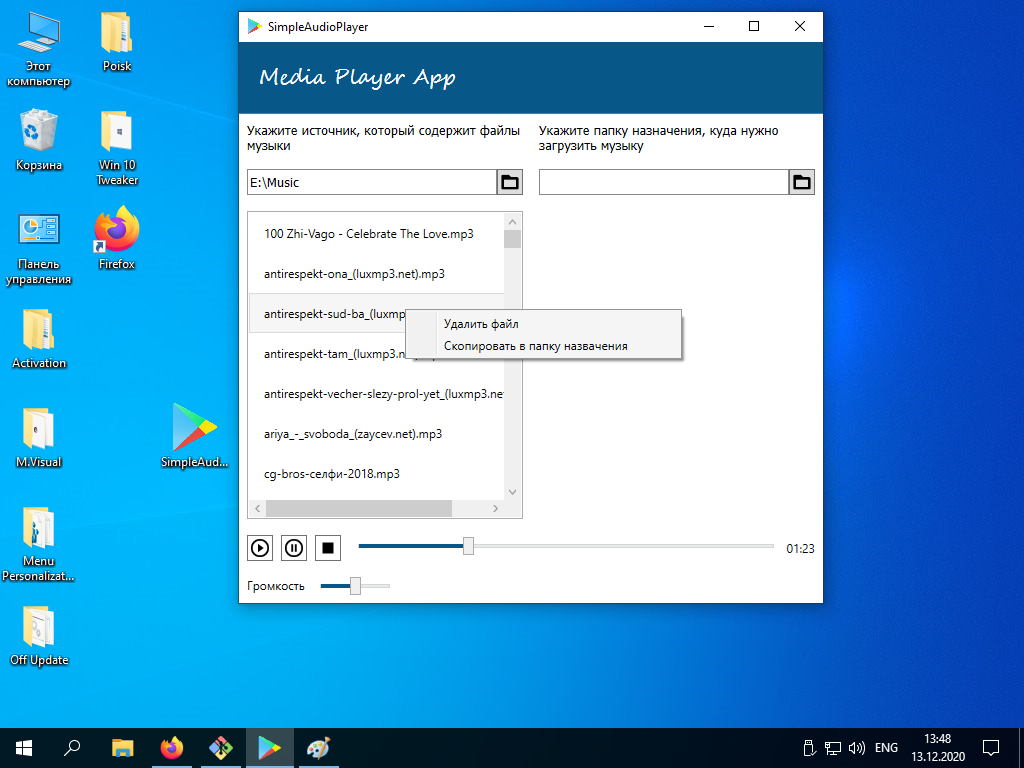 Этот
компьютер
Poisk
Корзина
Win 10
Tweaker
Панель
управления
Firefox
Activation
M.Visual
SimpleAud...
Menu
Personalizat...
Off Update
SimpleAudioPlayer
Media Player App
Укажите источник, который содержит файлы
музыки
Укажите папку назначения, куда нужно
загрузить музыку
E:\Music
100 Zhi-Vago - Celebrate The Love.mp3
antirespekt-ona_(luxmp3.net).mp3
antirespekt-sud-ba_(luxmp
Удалить файл
Скопировать в папку назвачения
antirespekt-tam_(luxmp3.n
antirespekt-vecher-slezy-prol-yet_(luxmp3.ne
ariya_-_svoboda_(zaycev.net).mp3
cg-bros-селфи-2018.mp3
01:23
Громкость
ENG
13:48
13.12.2020